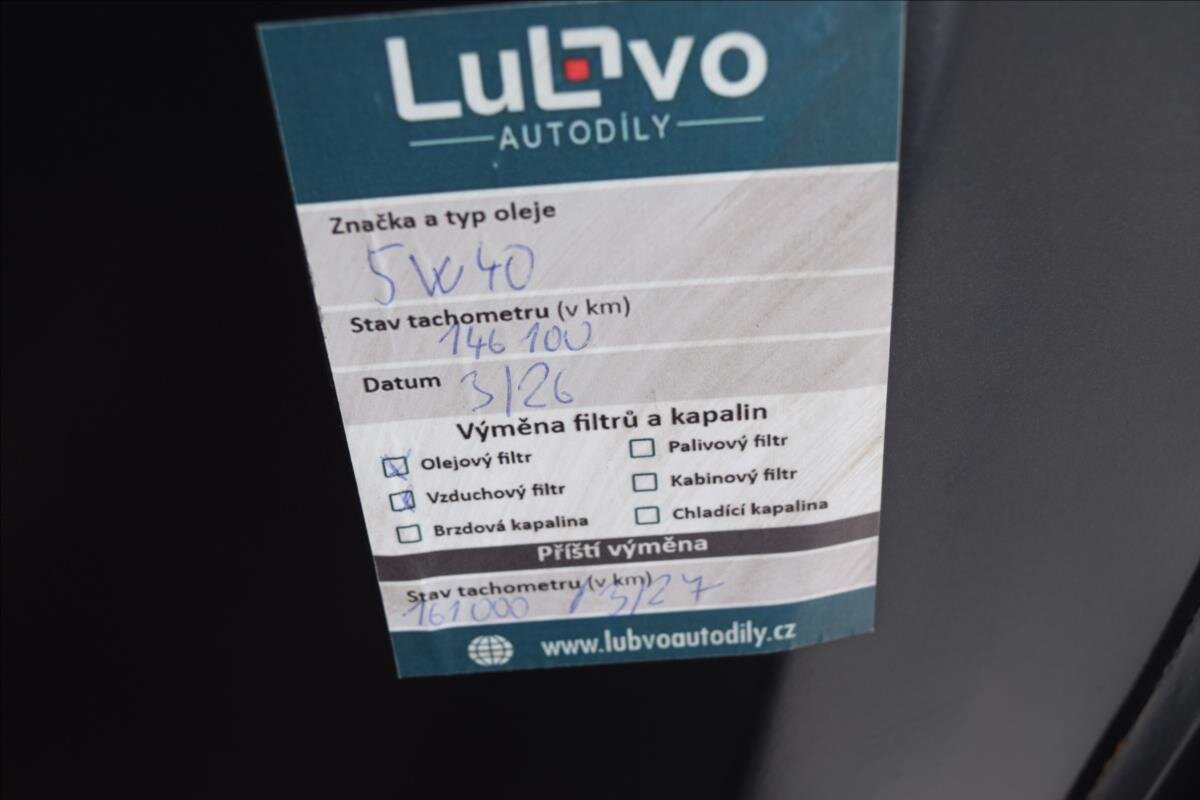 LuBvo
AUTODÍLY
Značka a typ oleje
5W40
Stav tachometru (v km)
146 100
Datum 3/26
Výměna filtrů a kapalin
Olejový filtr
Palivový filtr
Vzduchový filtr
Kabinový filtr
Brzdová kapalina
Chladící kapalina
Příští výměna
Stav tachometru (v km)
161 000 / 3/27
www.lubvoautodily.cz